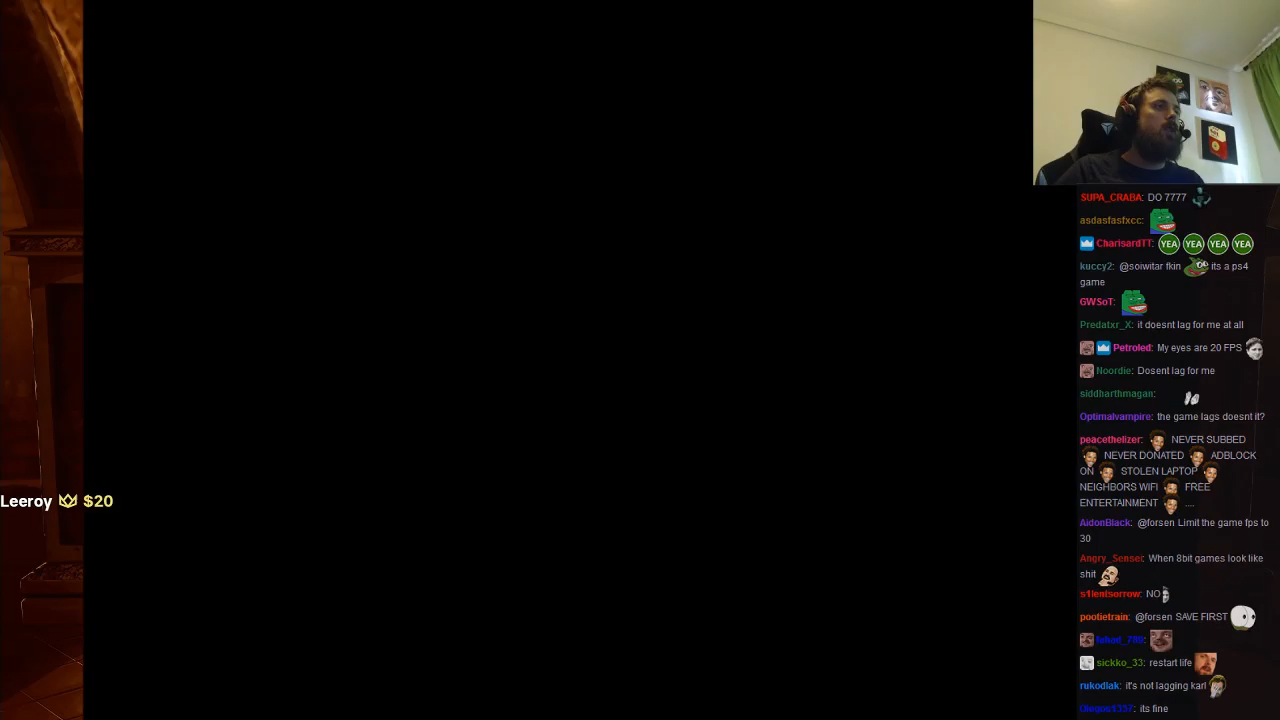 SUPA_CRABA: DO 7777
asdasfasfxcc:
CharisardTT: YEA YEA YEA YEA
kuccy2: @soiwitar fkin its a ps4
game
GWSoT:
Predatxr_X: it doesnt lag for me at all
Petroled: My eyes are 20 FPS
Noordie: Dosent lag for me
siddharthmagan:
Optimalvampire: the game lags doesnt it?
peacethelizer: NEVER SUBBED
NEVER DONATED ADBLOCK
ON STOLEN LAPTOP
NEIGHBORS WIFI FREE
ENTERTAINMENT ....
Leeroy $20
AidonBlack: @forsen Limit the game fps to
30
Angry_Sensei: When 8bit games look like
shit
s1lentsorrow: NO
pootietrain: @forsen SAVE FIRST
sickko_33: restart life
rukodlak: it's not lagging karl
its fine